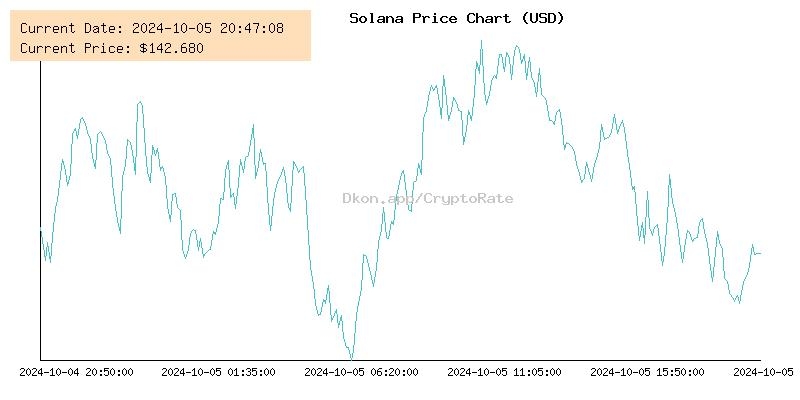 Solana Price Chart (USD)
Current Date: 2024-10-05 20:47:08
Current Price: $142.680
Dkon.app/CryptoRate
2024-10-04 20:50:00 2024-10-05 01:35:00 2024-10-05 06:20:00 2024-10-05 11:05:00 2024-10-05 15:50:00 2024-10-05